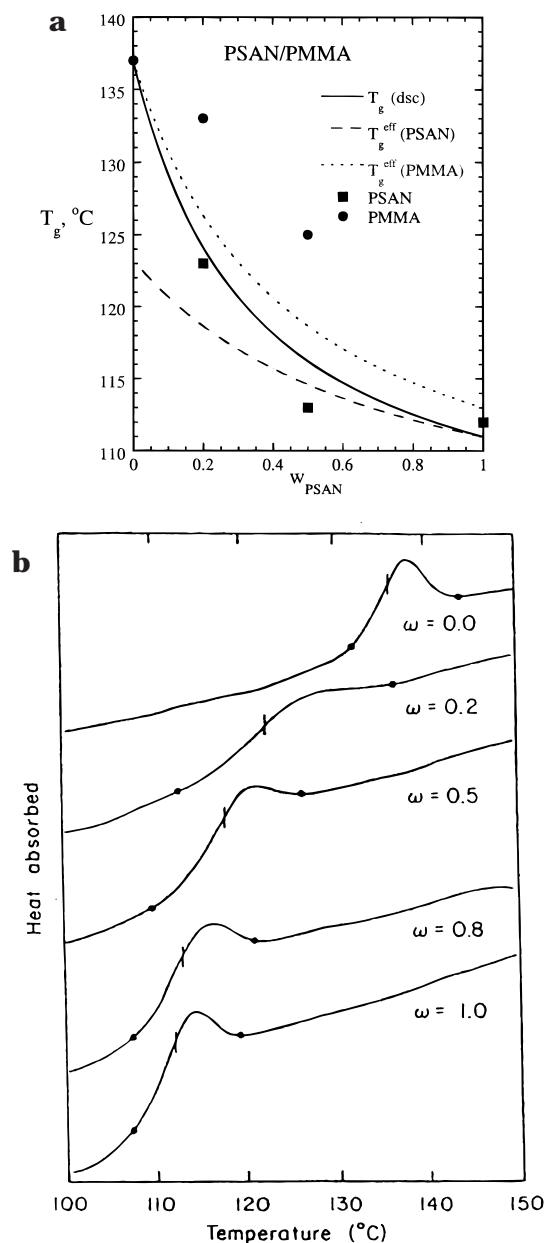 a
PSAN/PMMA
T_g (dsc)
T_g^eff (PSAN)
T_g^eff (PMMA)
PSAN
PMMA
T_g, °C
140
135
130
125
120
115
110
0 0.2 0.4 0.6 0.8 1
W_PSAN
b
ω = 0.0
ω = 0.2
ω = 0.5
ω = 0.8
ω = 1.0
Heat absorbed
100 110 120 130 140 150
Temperature (°C)